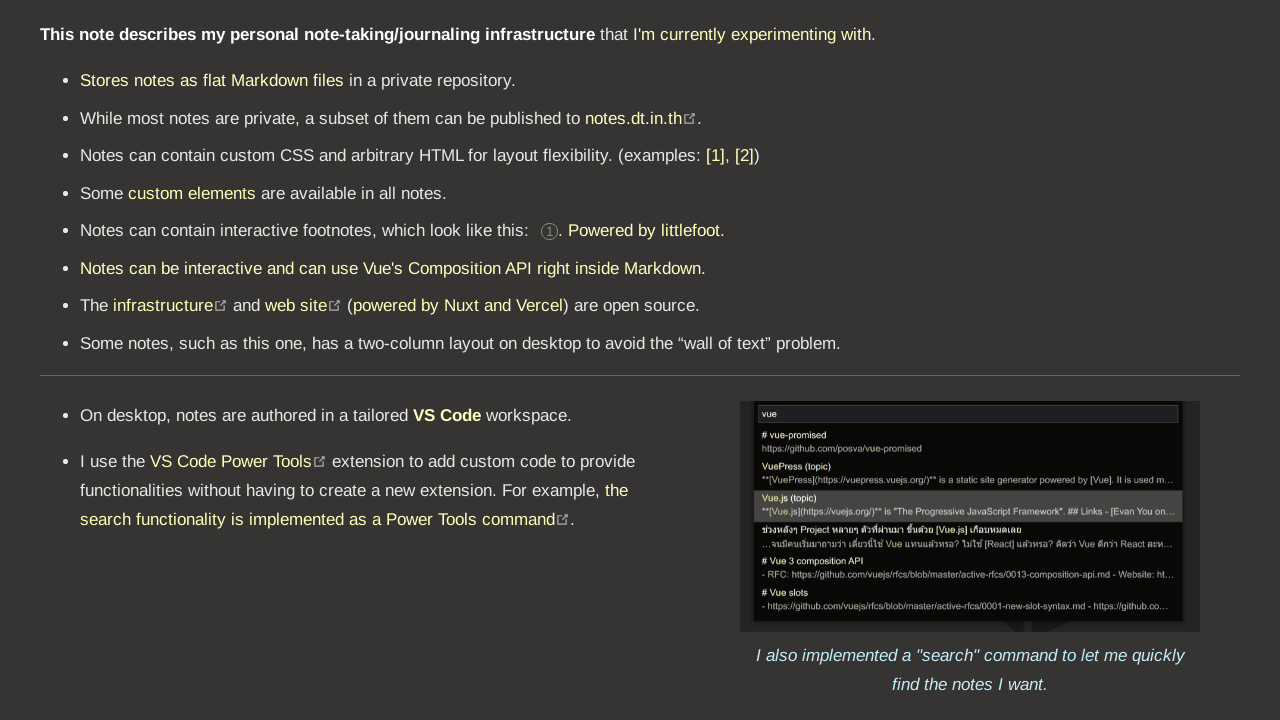 This note describes my personal note-taking/journaling infrastructure that I'm currently experimenting with.
Stores notes as flat Markdown files in a private repository.
While most notes are private, a subset of them can be published to notes.dt.in.th.
Notes can contain custom CSS and arbitrary HTML for layout flexibility. (examples: [1], [2])
Some custom elements are available in all notes.
Notes can contain interactive footnotes, which look like this: 1. Powered by littlefoot.
Notes can be interactive and can use Vue's Composition API right inside Markdown.
The infrastructure and web site (powered by Nuxt and Vercel) are open source.
Some notes, such as this one, has a two-column layout on desktop to avoid the “wall of text” problem.
On desktop, notes are authored in a tailored VS Code workspace.
I use the VS Code Power Tools extension to add custom code to provide
functionalities without having to create a new extension. For example, the
search functionality is implemented as a Power Tools command.
vue
# vue-promised
https://github.com/posva/vue-promised
VuePress (topic)
**[VuePress](https://vuepress.vuejs.org/)** is a static site generator powered by [Vue]. It is used m…
Vue.js (topic)
**[Vue.js](https://vuejs.org/)** is "The Progressive JavaScript Framework". ## Links - [Evan You on…
ช่วงหลังๆ Project หลายๆ ตัวที่ผ่านมา ขึ้นด้วย [Vue.js] เกือบหมดเลย
…จนมีคนเริ่มมาถามว่า เดี๋ยวนี้ใช้ Vue แทนแล้วหรอ? ไม่ใช้ [React] แล้วหรอ? คิดว่า Vue ดีกว่า React ละห…
# Vue 3 composition API
- RFC: https://github.com/vuejs/rfcs/blob/master/active-rfcs/0013-composition-api.md - Website: ht…
# Vue slots
- https://github.com/vuejs/rfcs/blob/master/active-rfcs/0001-new-slot-syntax.md - https://github.co…
I also implemented a "search" command to let me quickly
find the notes I want.